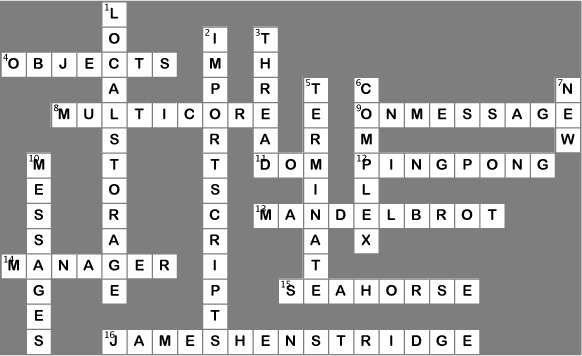 1 LOCALSTORAGE
2 IMPORTSCRIPTS
3 THREAD
4 OBJECTS
5 TERMINATE
6 COMPLEX
7 NEW
8 MULTICORE
9 ONMESSAGE
10 MESSAGES
11 DOM
12 PINGPONG
13 MANDELBROT
14 MANAGER
15 SEAHORSE
16 JAMESHENSTRIDGE